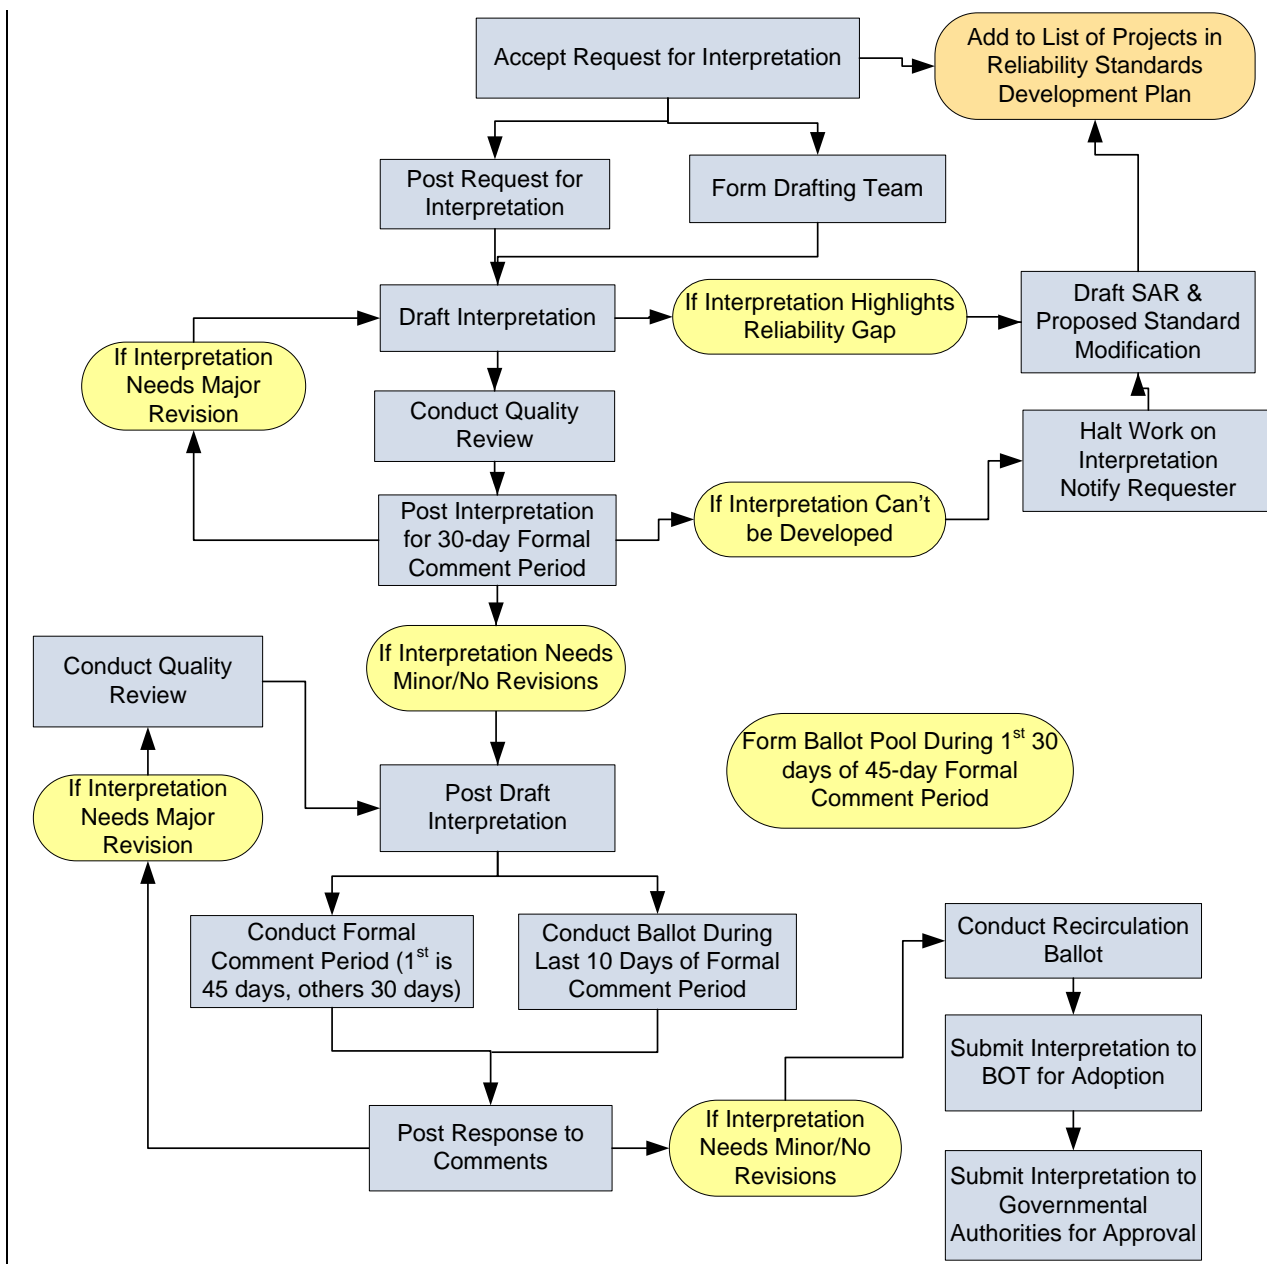 Accept Request for Interpretation
Add to List of Projects in
Reliability Standards
Development Plan
Post Request for
Interpretation
Form Drafting Team
Draft Interpretation
If Interpretation Highlights
Reliability Gap
Draft SAR &
Proposed Standard
Modification
If Interpretation
Needs Major
Revision
Conduct Quality
Review
Halt Work on
Interpretation
Notify Requester
Post Interpretation
for 30-day Formal
Comment Period
If Interpretation Can’t
be Developed
If Interpretation Needs
Minor/No Revisions
Conduct Quality
Review
Form Ballot Pool During 1st 30
days of 45-day Formal
Comment Period
If Interpretation
Needs Major
Revision
Post Draft
Interpretation
Conduct Formal
Comment Period (1st is
45 days, others 30 days)
Conduct Ballot During
Last 10 Days of Formal
Comment Period
Conduct Recirculation
Ballot
Submit Interpretation to
BOT for Adoption
Post Response to
Comments
If Interpretation
Needs Minor/No
Revisions
Submit Interpretation to
Governmental
Authorities for Approval